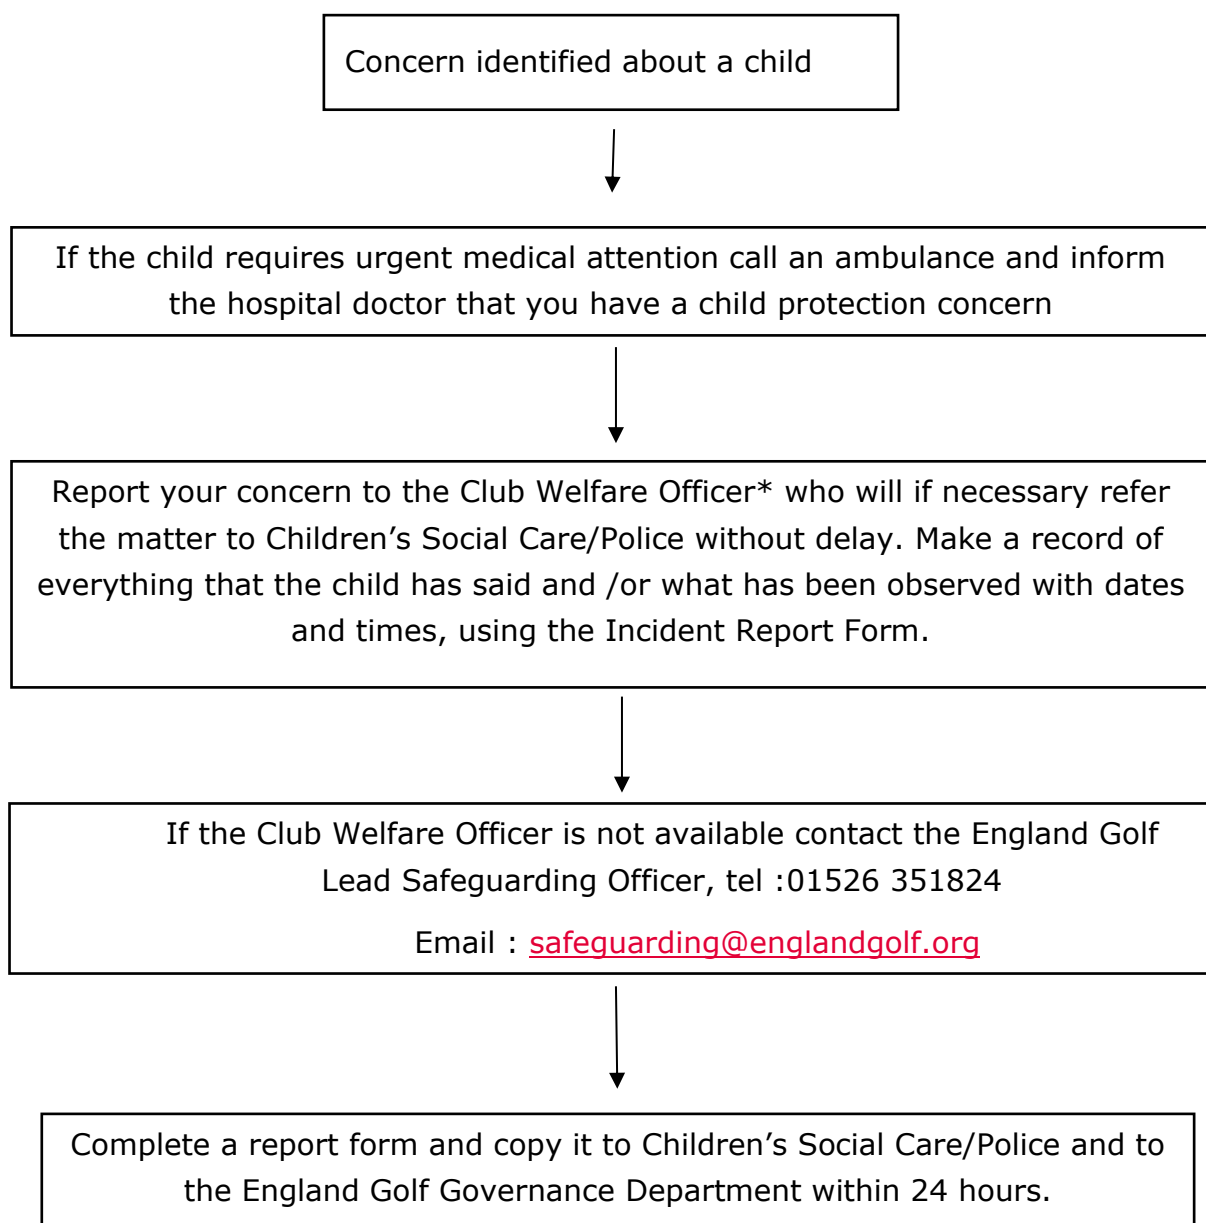 Concern identified about a child
If the child requires urgent medical attention call an ambulance and inform
the hospital doctor that you have a child protection concern
Report your concern to the Club Welfare Officer* who will if necessary refer
the matter to Children’s Social Care/Police without delay. Make a record of
everything that the child has said and /or what has been observed with dates
and times, using the Incident Report Form.
If the Club Welfare Officer is not available contact the England Golf
Lead Safeguarding Officer, tel :01526 351824
Email : safeguarding@englandgolf.org
Complete a report form and copy it to Children’s Social Care/Police and to
the England Golf Governance Department within 24 hours.